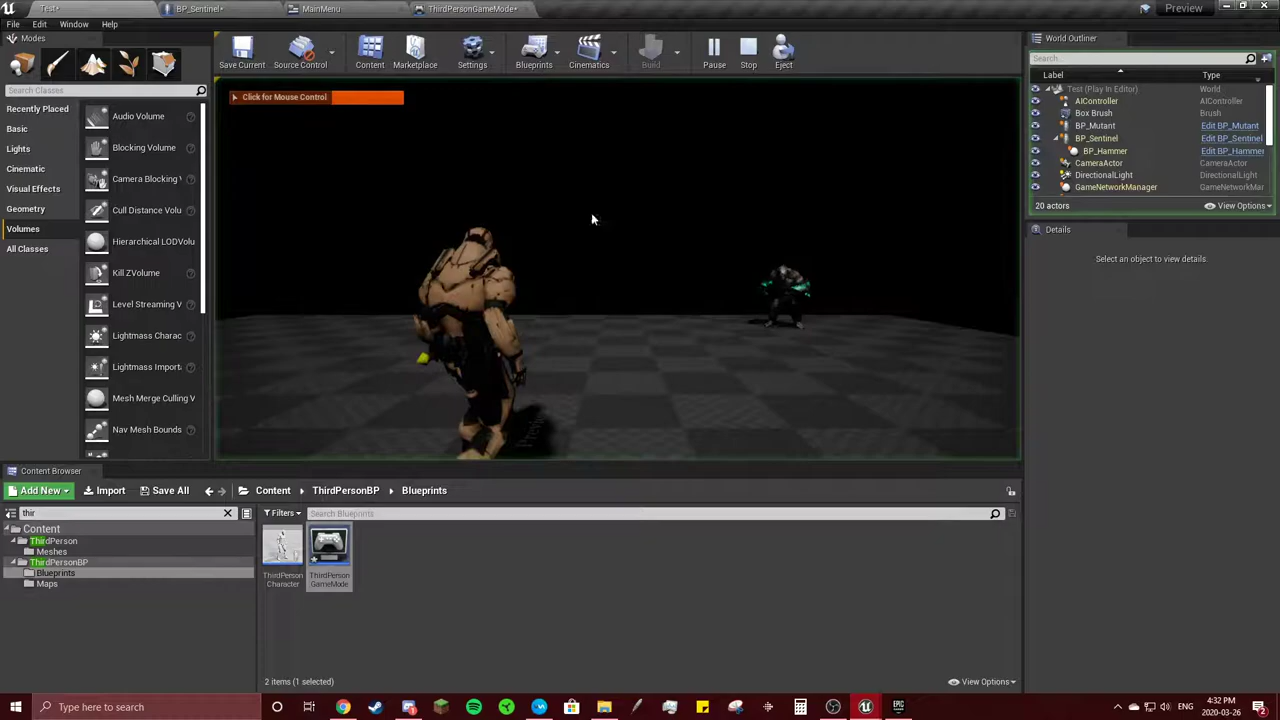 Test*
BP_Sentinel*
MainMenu
ThirdPersonGameMode*
Preview
File Edit Window Help
Modes
Search Classes
Recently Placed
Basic
Lights
Cinematic
Visual Effects
Geometry
Volumes
All Classes
Audio Volume
Blocking Volume
Camera Blocking V
Cull Distance Volu
Hierarchical LODVolu
Kill ZVolume
Level Streaming V
Lightmass Charac
Lightmass Import
Mesh Merge Culling V
Nav Mesh Bounds
Save Current
Source Control
Content
Marketplace
Settings
Blueprints
Cinematics
Build
Pause
Stop
Eject
Click for Mouse Control
World Outliner
Search...
Label Type
Test (Play In Editor) World
AIController AIController
Box Brush Brush
BP_Mutant Edit BP_Mutant
BP_Sentinel Edit BP_Sentinel
BP_Hammer Edit BP_Hammer
CameraActor CameraActor
DirectionalLight DirectionalLight
GameNetworkManager GameNetworkMar
20 actors View Options
Details
Select an object to view details.
Content Browser
Add New Import Save All Content ThirdPersonBP Blueprints
thir
Filters Search Blueprints
Content
ThirdPerson
Meshes
ThirdPersonBP
Blueprints
Maps
ThirdPerson
Character
ThirdPerson
GameMode
2 items (1 selected) View Options
Type here to search
ENG
4:32 PM
2020-03-26
2